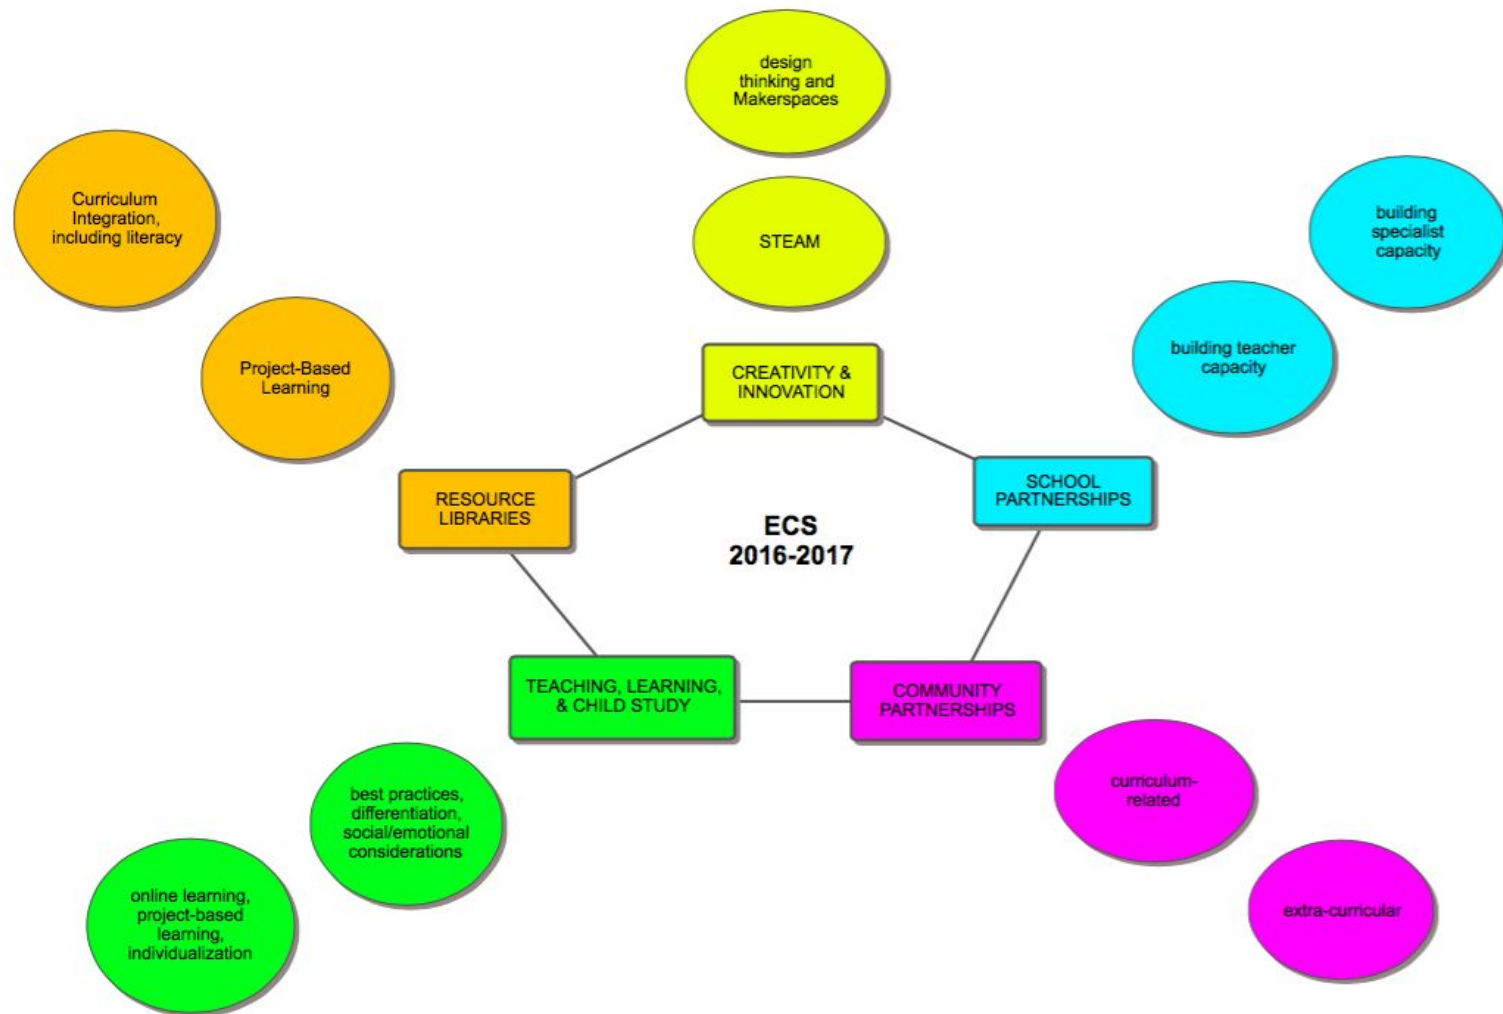 design
thinking and
Makerspaces
STEAM
CREATIVITY &
INNOVATION
Curriculum
Integration,
including literacy
Project-Based
Learning
RESOURCE
LIBRARIES
building
specialist
capacity
building teacher
capacity
SCHOOL
PARTNERSHIPS
ECS
2016-2017
TEACHING, LEARNING,
& CHILD STUDY
best practices,
differentiation,
social/emotional
considerations
online learning,
project-based
learning,
individualization
COMMUNITY
PARTNERSHIPS
curriculum-
related
extra-curricular